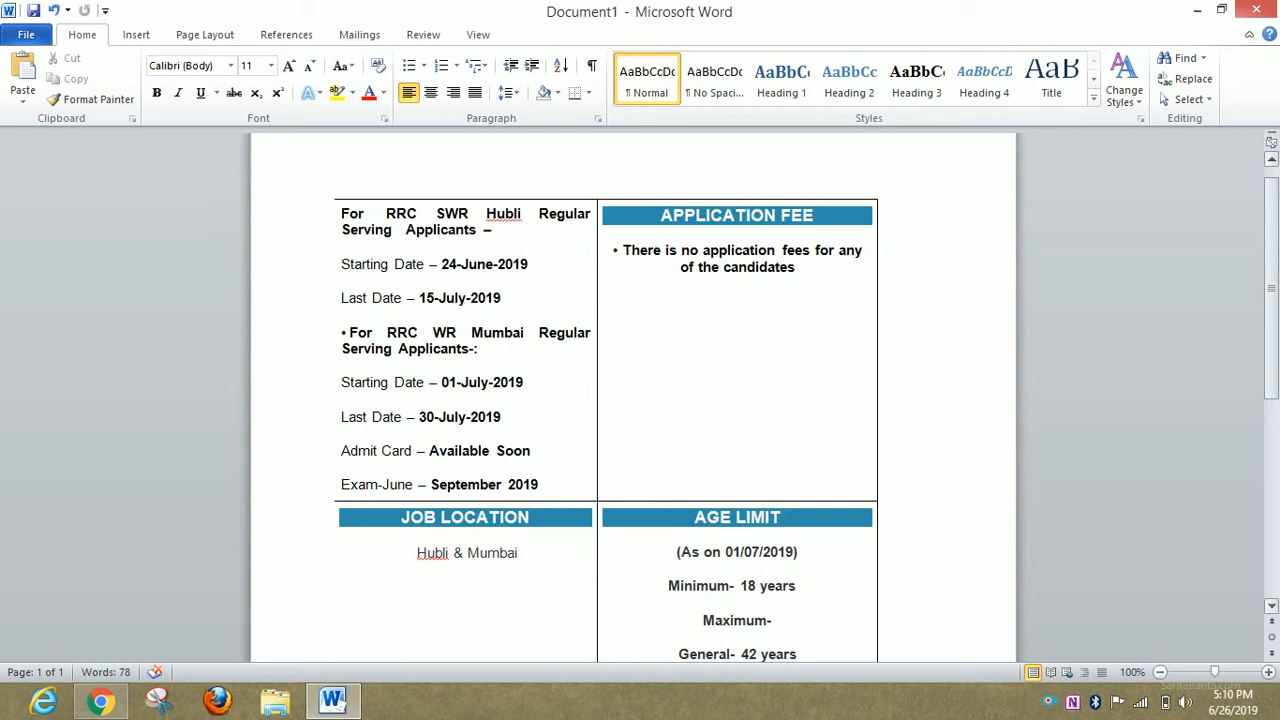 Document1 - Microsoft Word
File Home Insert Page Layout References Mailings Review View
Paste
Cut
Copy
Format Painter
Clipboard
Calibri (Body) 11
Font
Paragraph
AaBbCcDc AaBbCcDc AaBbCc AaBbCc AaBbCc AaBbCcD AaB
¶ Normal ¶ No Spaci... Heading 1 Heading 2 Heading 3 Heading 4 Title
Change Styles
Styles
Find
Replace
Select
Editing
For RRC SWR Hubli Regular
Serving Applicants –
Starting Date – 24-June-2019
Last Date – 15-July-2019
• For RRC WR Mumbai Regular
Serving Applicants-:
Starting Date – 01-July-2019
Last Date – 30-July-2019
Admit Card – Available Soon
Exam-June – September 2019
APPLICATION FEE
• There is no application fees for any
of the candidates
JOB LOCATION
Hubli & Mumbai
AGE LIMIT
(As on 01/07/2019)
Minimum- 18 years
Maximum-
General- 42 years
Page: 1 of 1 Words: 78
100%
SantaBanta.com
5:10 PM
6/26/2019